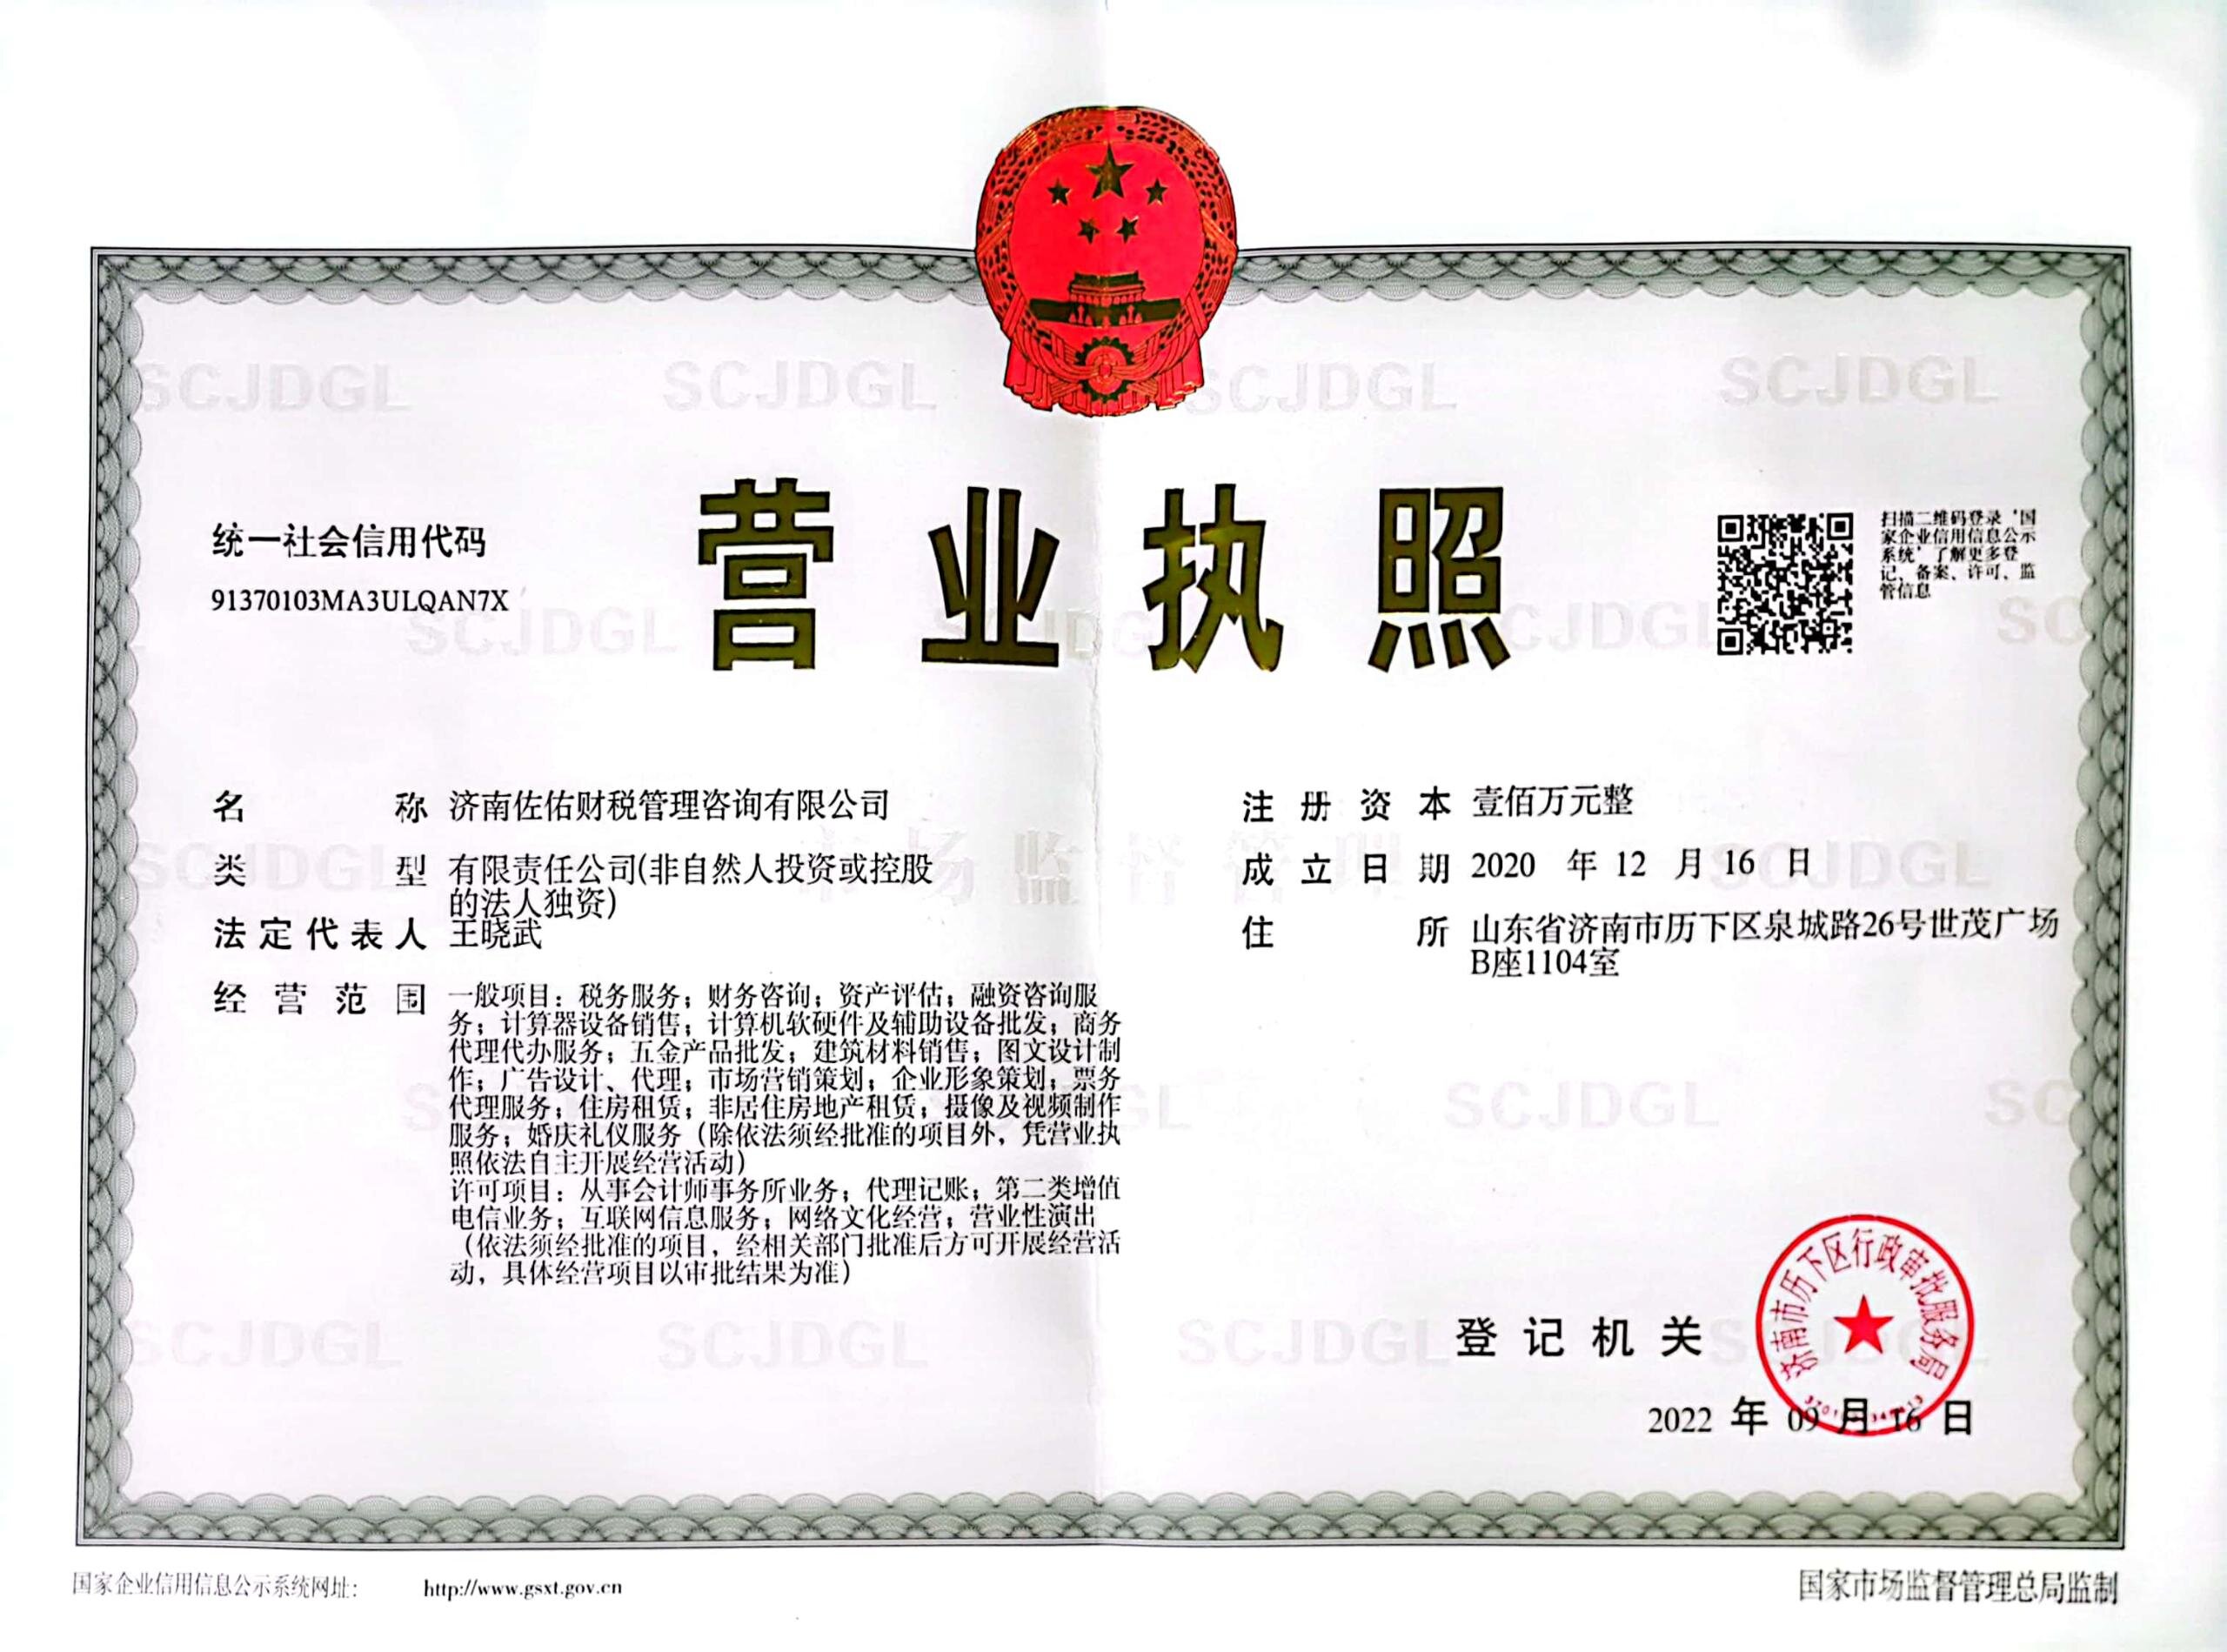 营业执照
统一社会信用代码
91370103MA3ULQAN7X
扫描二维码登录‘国
家企业信用信息公示
系统’了解更多登
记、备案、许可、监
管信息
名称 济南佐佑财税管理咨询有限公司
类型 有限责任公司(非自然人投资或控股
的法人独资)
法定代表人 王晓武
经营范围 一般项目：税务服务；财务咨询；资产评估；融资咨询服
务；计算器设备销售；计算机软硬件及辅助设备批发；商务
代理代办服务；五金产品批发；建筑材料销售；图文设计制
作；广告设计、代理；市场营销策划；企业形象策划；票务
代理服务；住房租赁；非居住房地产租赁；摄像及视频制作
服务；婚庆礼仪服务（除依法须经批准的项目外，凭营业执
照依法自主开展经营活动）
许可项目：从事会计师事务所业务；代理记账；第二类增值
电信业务；互联网信息服务；网络文化经营；营业性演出
（依法须经批准的项目，经相关部门批准后方可开展经营活
动，具体经营项目以审批结果为准）
注册资本 壹佰万元整
成立日期 2020 年 12 月 16 日
住所 山东省济南市历下区泉城路26号世茂广场
B座1104室
登记机关
济南市历下区行政审批服务局
2022 年 09 月 16 日
国家企业信用信息公示系统网址： http://www.gsxt.gov.cn
国家市场监督管理总局监制
SCJDGL
市场监督管理